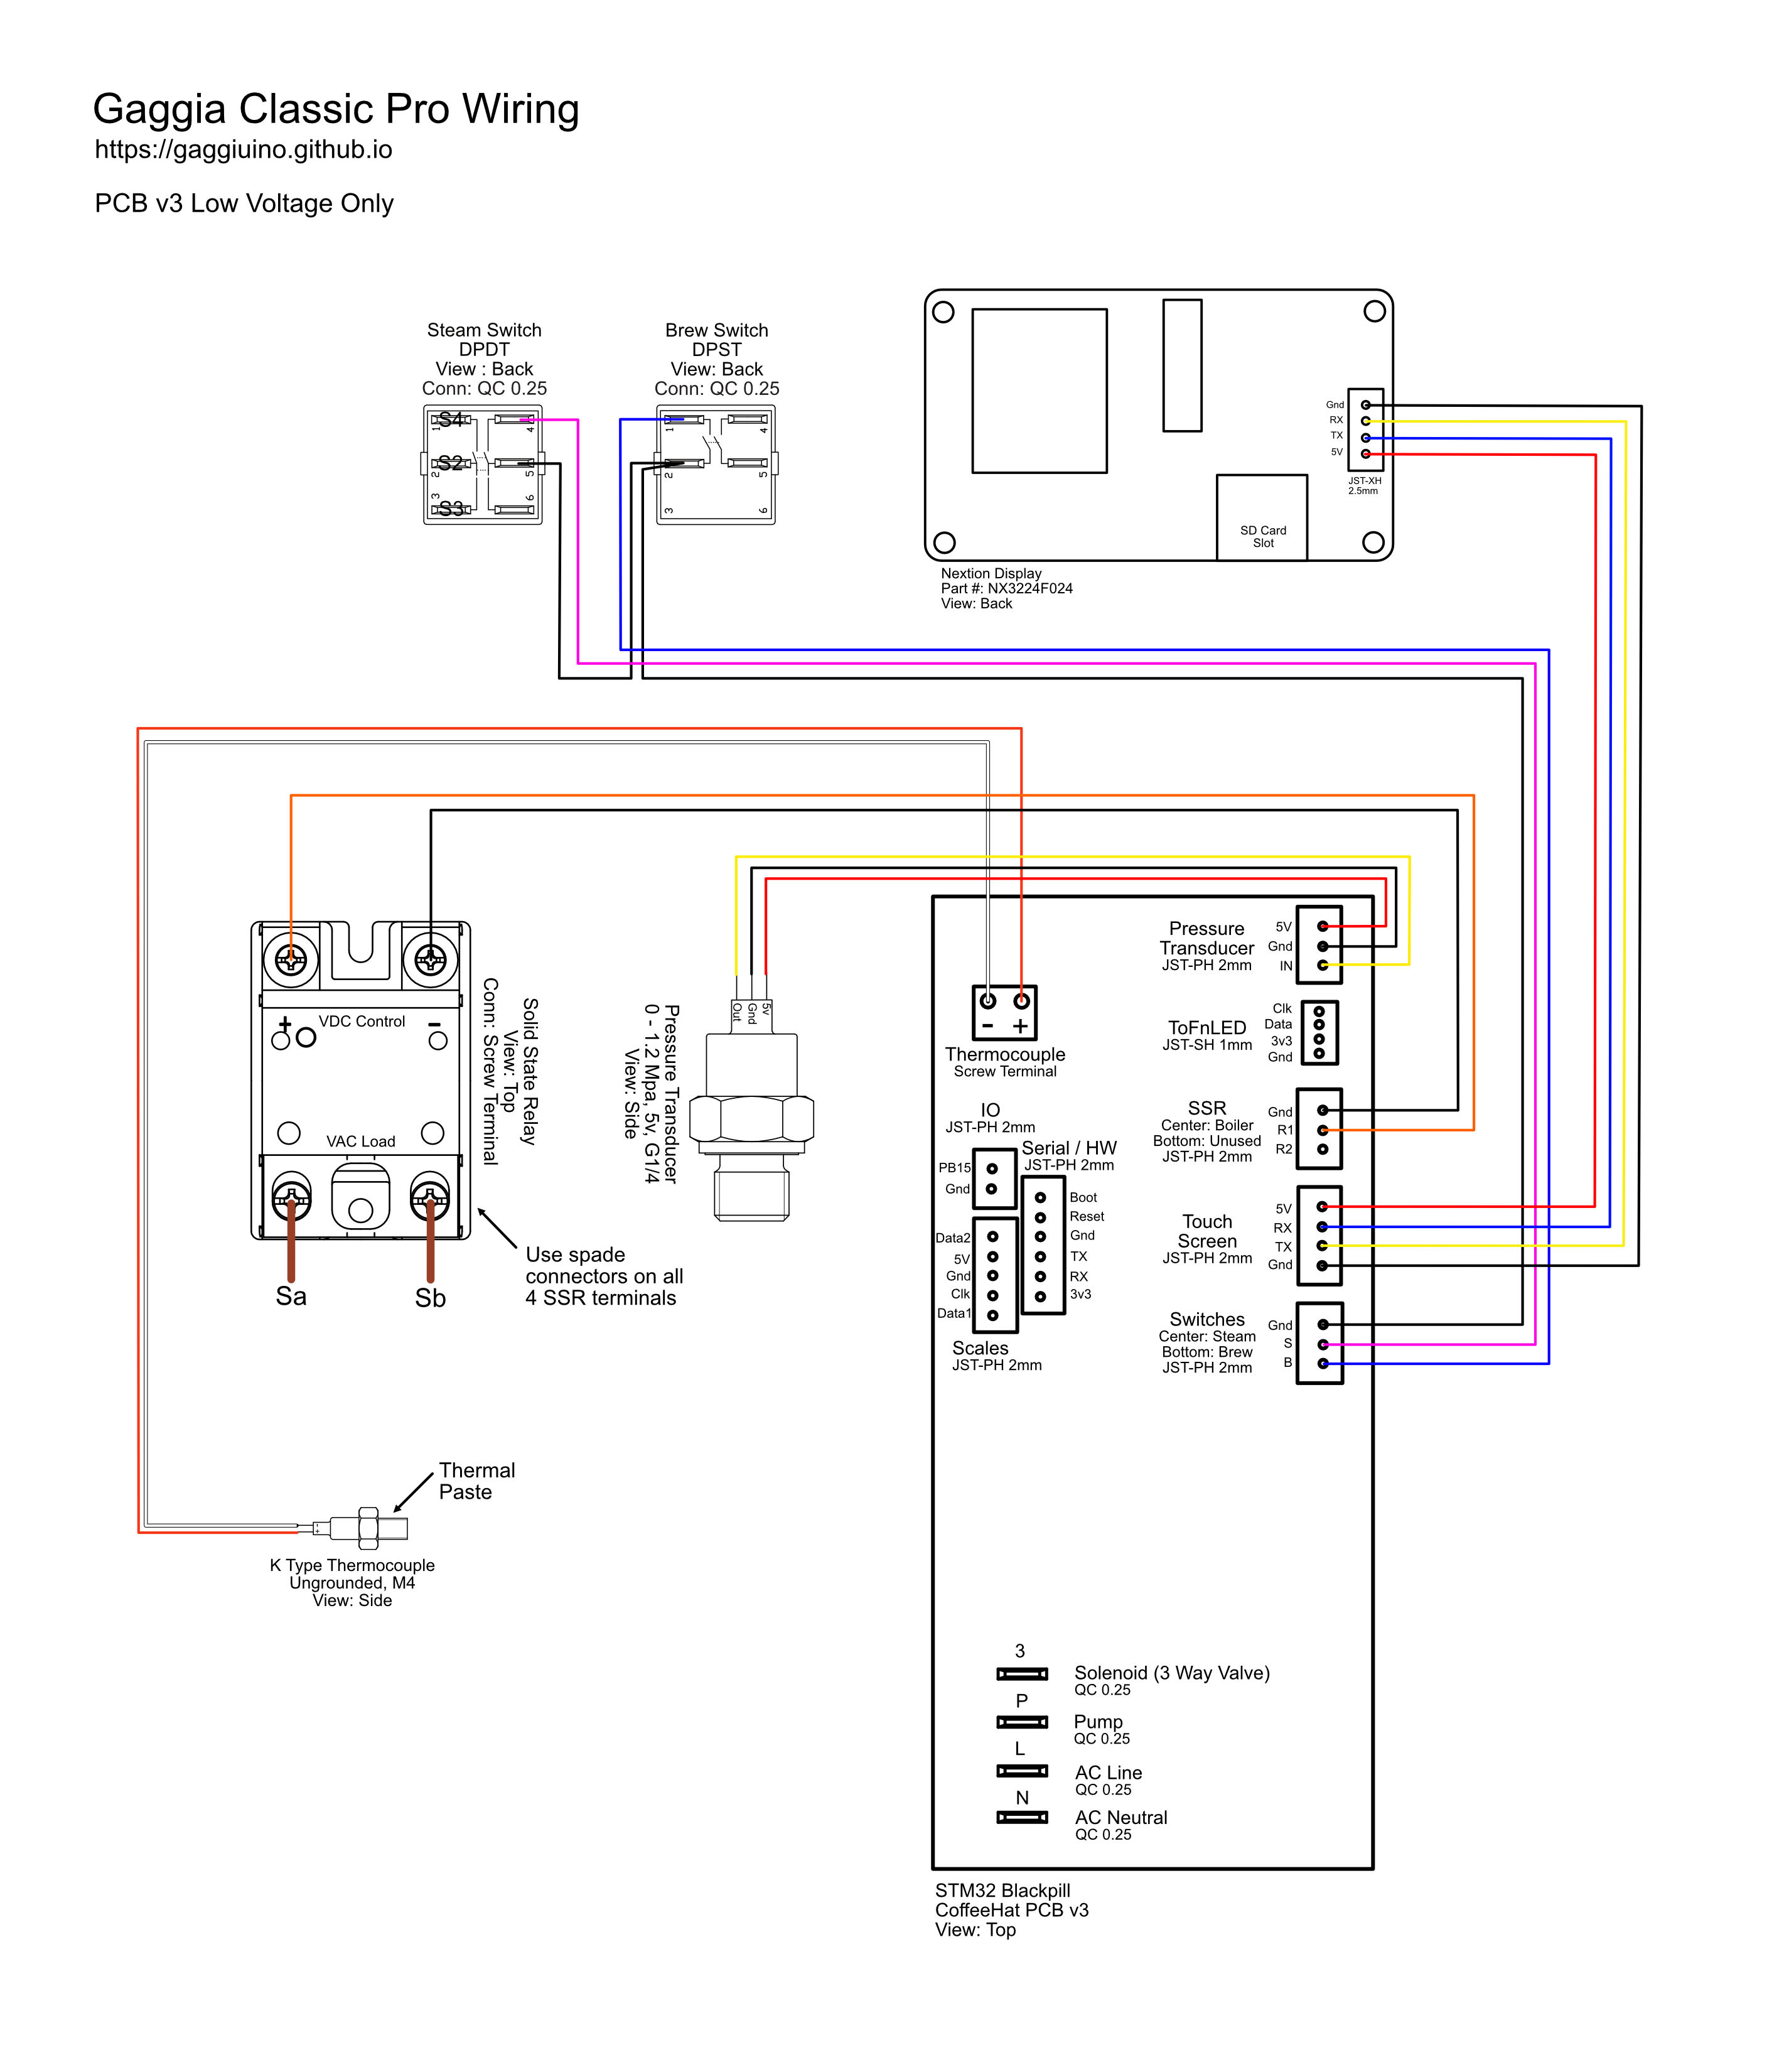 Gaggia Classic Pro Wiring
https://gaggiuino.github.io
PCB v3 Low Voltage Only
Steam Switch
DPDT
View : Back
Conn: QC 0.25
S4
S2
S3
1
2
3
4
5
6
Brew Switch
DPST
View: Back
Conn: QC 0.25
1
2
3
4
5
6
Gnd
RX
TX
5V
JST-XH
2.5mm
SD Card
Slot
Nextion Display
Part #: NX3224F024
View: Back
+
VDC Control
-
VAC Load
Sa
Sb
Solid State Relay
View: Top
Conn: Screw Terminal
Use spade
connectors on all
4 SSR terminals
Out
Gnd
5v
Pressure Transducer
0 - 1.2 Mpa, 5v, G1/4
View: Side
Thermal
Paste
-
+
K Type Thermocouple
Ungrounded, M4
View: Side
- +
Thermocouple
Screw Terminal
IO
JST-PH 2mm
PB15
Gnd
Serial / HW
JST-PH 2mm
Boot
Reset
Gnd
TX
RX
3v3
Data2
5V
Gnd
Clk
Data1
Scales
JST-PH 2mm
Pressure
Transducer
JST-PH 2mm
5V
Gnd
IN
ToFnLED
JST-SH 1mm
Clk
Data
3v3
Gnd
SSR
Center: Boiler
Bottom: Unused
JST-PH 2mm
Gnd
R1
R2
Touch
Screen
JST-PH 2mm
5V
RX
TX
Gnd
Switches
Center: Steam
Bottom: Brew
JST-PH 2mm
Gnd
S
B
3
Solenoid (3 Way Valve)
QC 0.25
P
Pump
QC 0.25
L
AC Line
QC 0.25
N
AC Neutral
QC 0.25
STM32 Blackpill
CoffeeHat PCB v3
View: Top